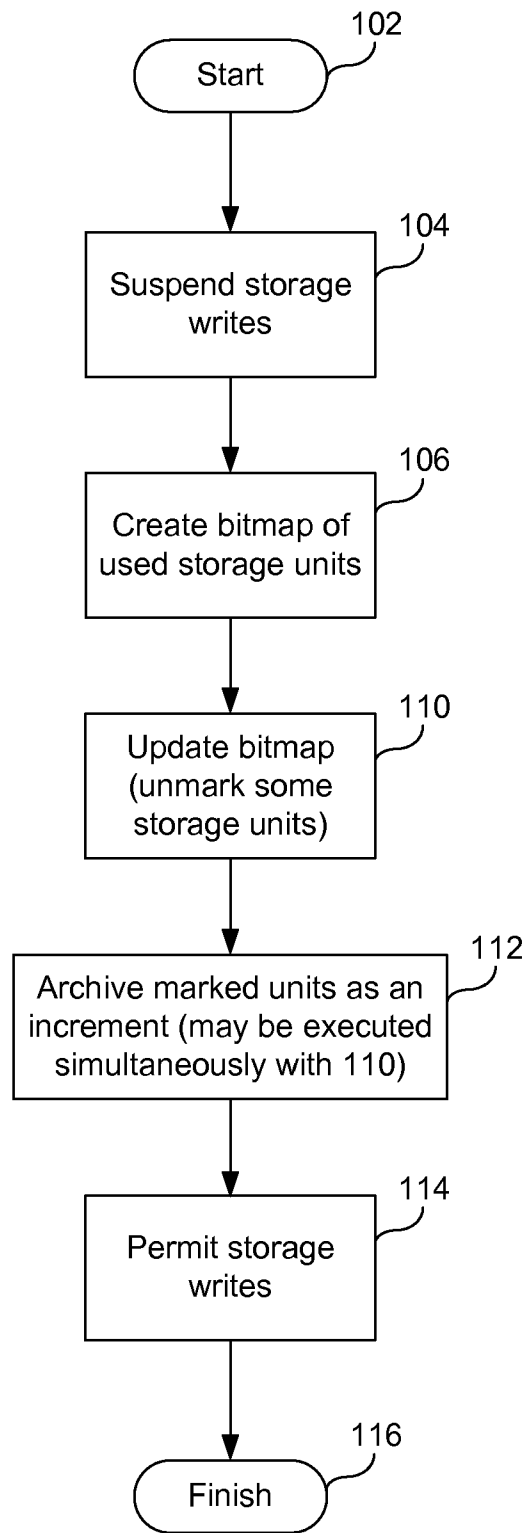 102
Start
104
Suspend storage
writes
106
Create bitmap of
used storage units
110
Update bitmap
(unmark some
storage units)
112
Archive marked units as an
increment (may be executed
simultaneously with 110)
114
Permit storage
writes
116
Finish